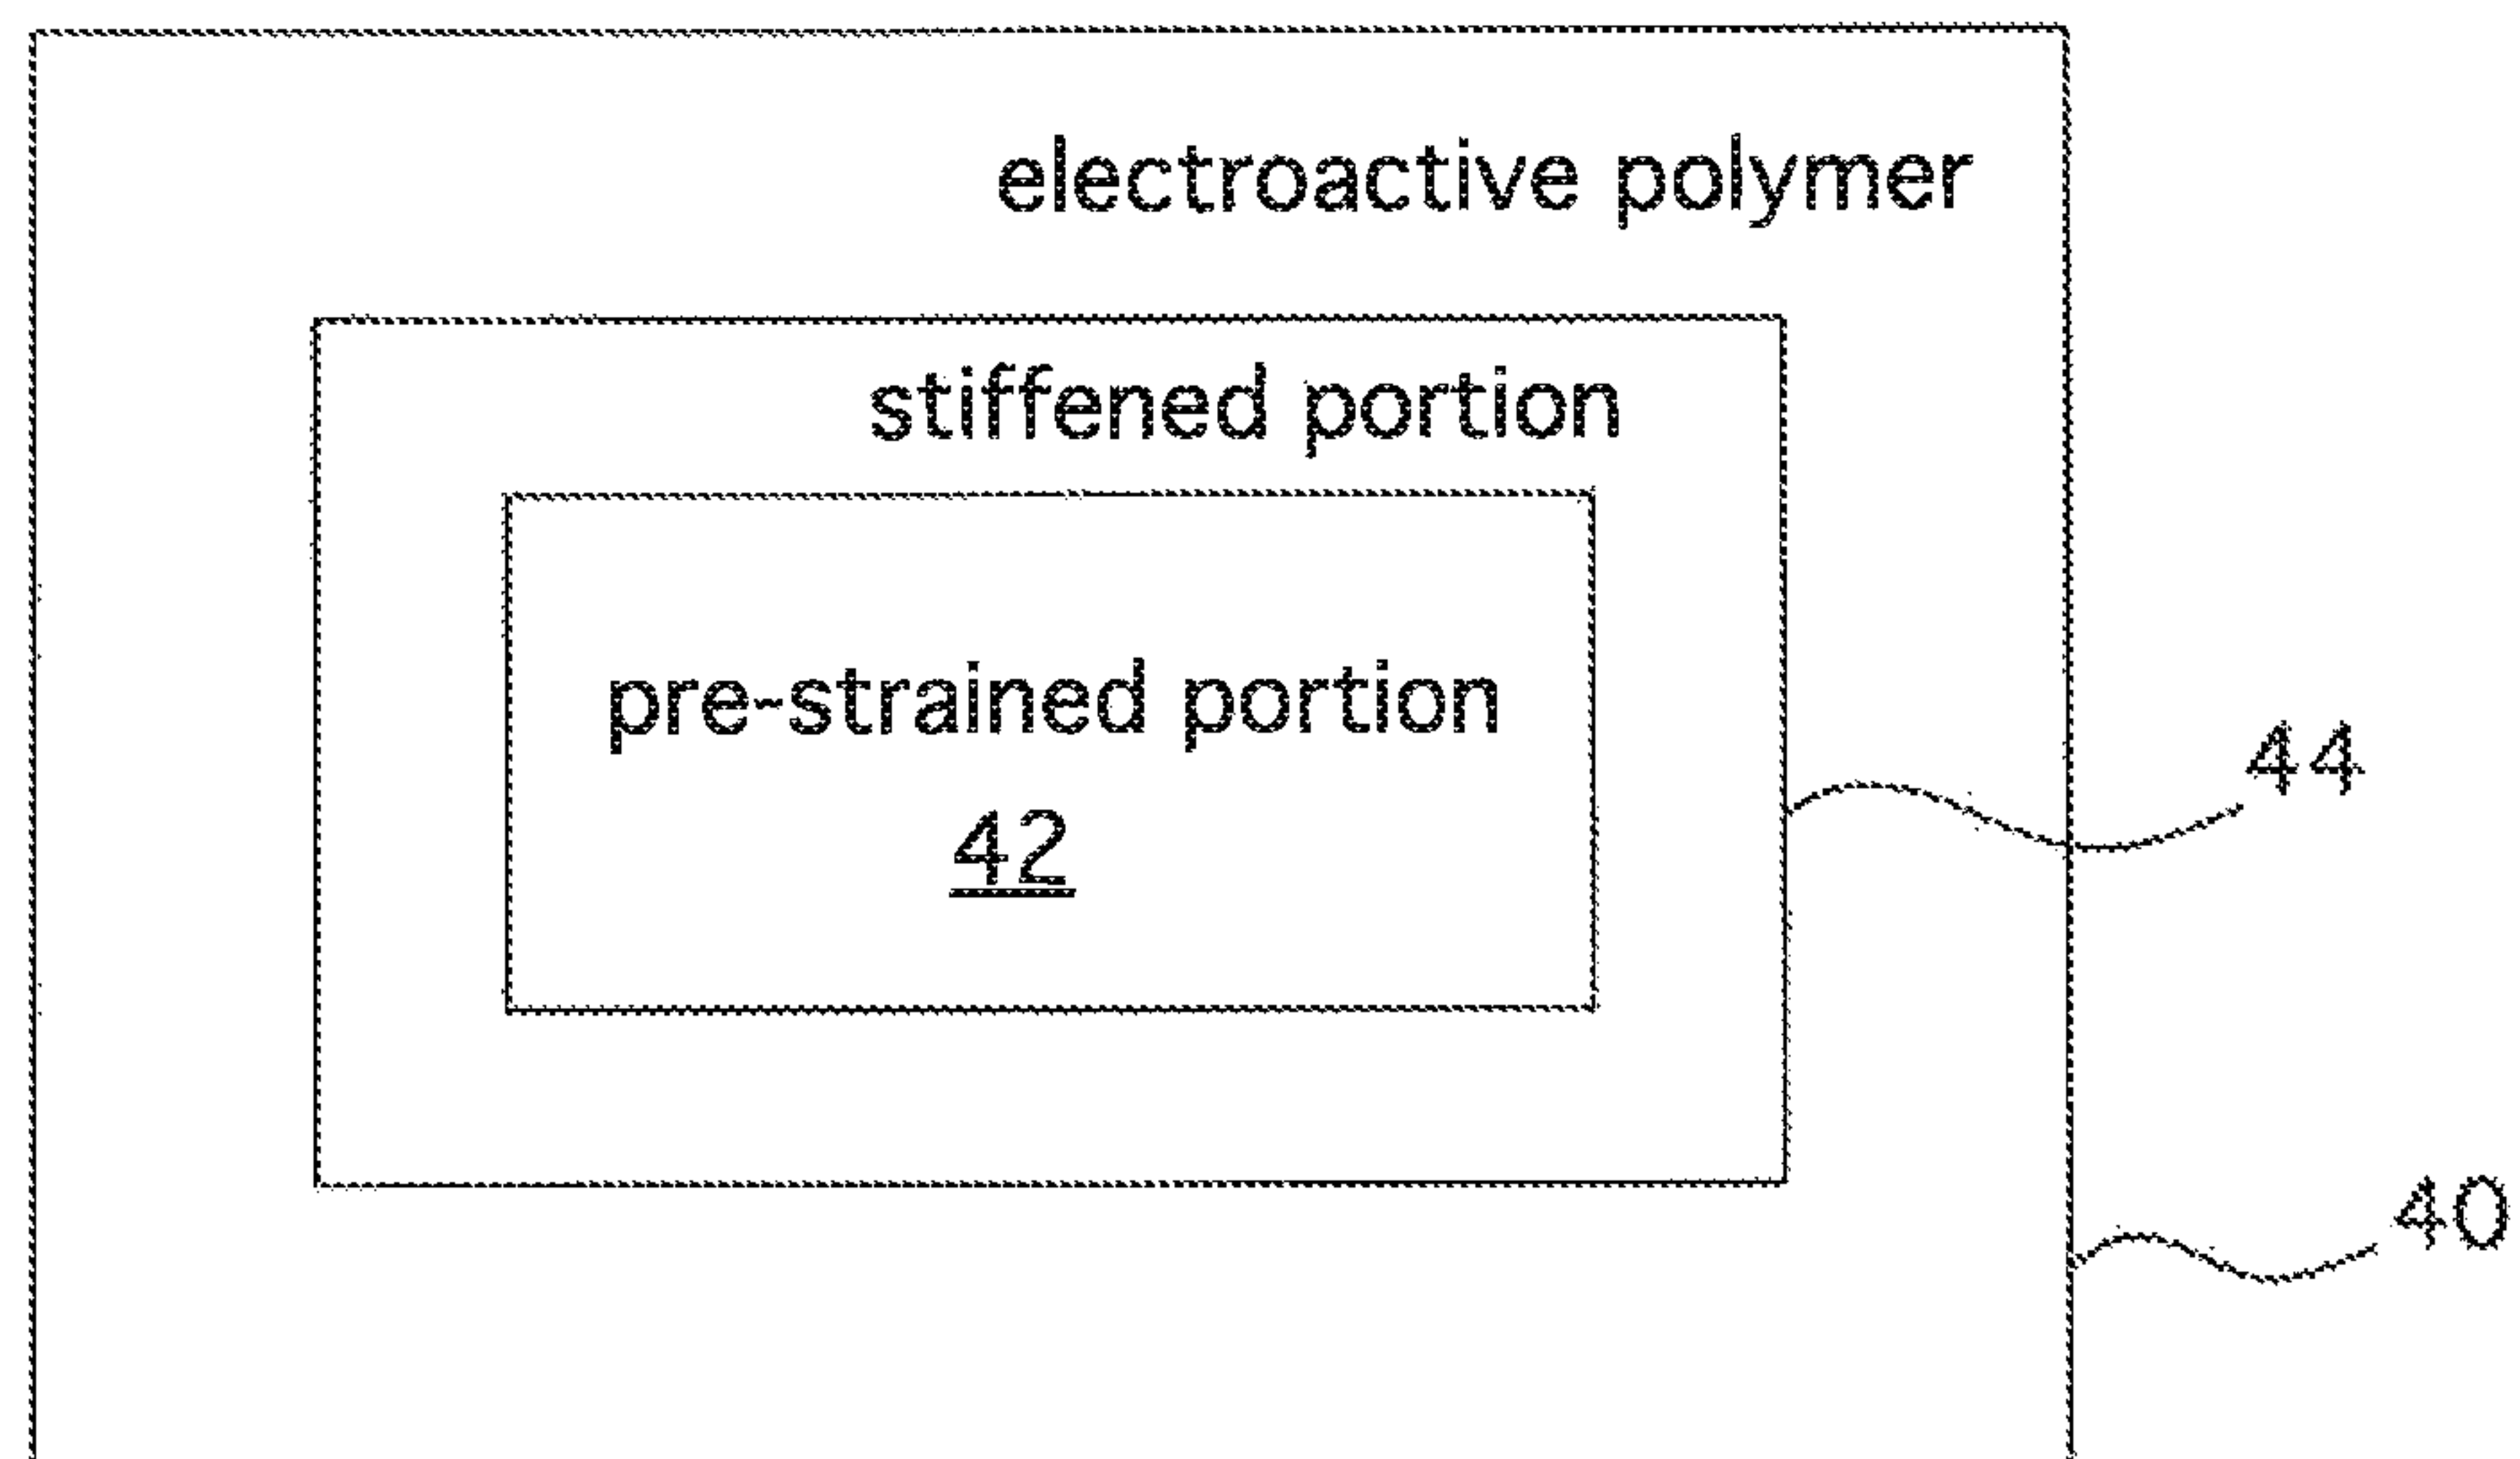 electroactive polymer
stiffened portion
pre-strained portion
42
44
40